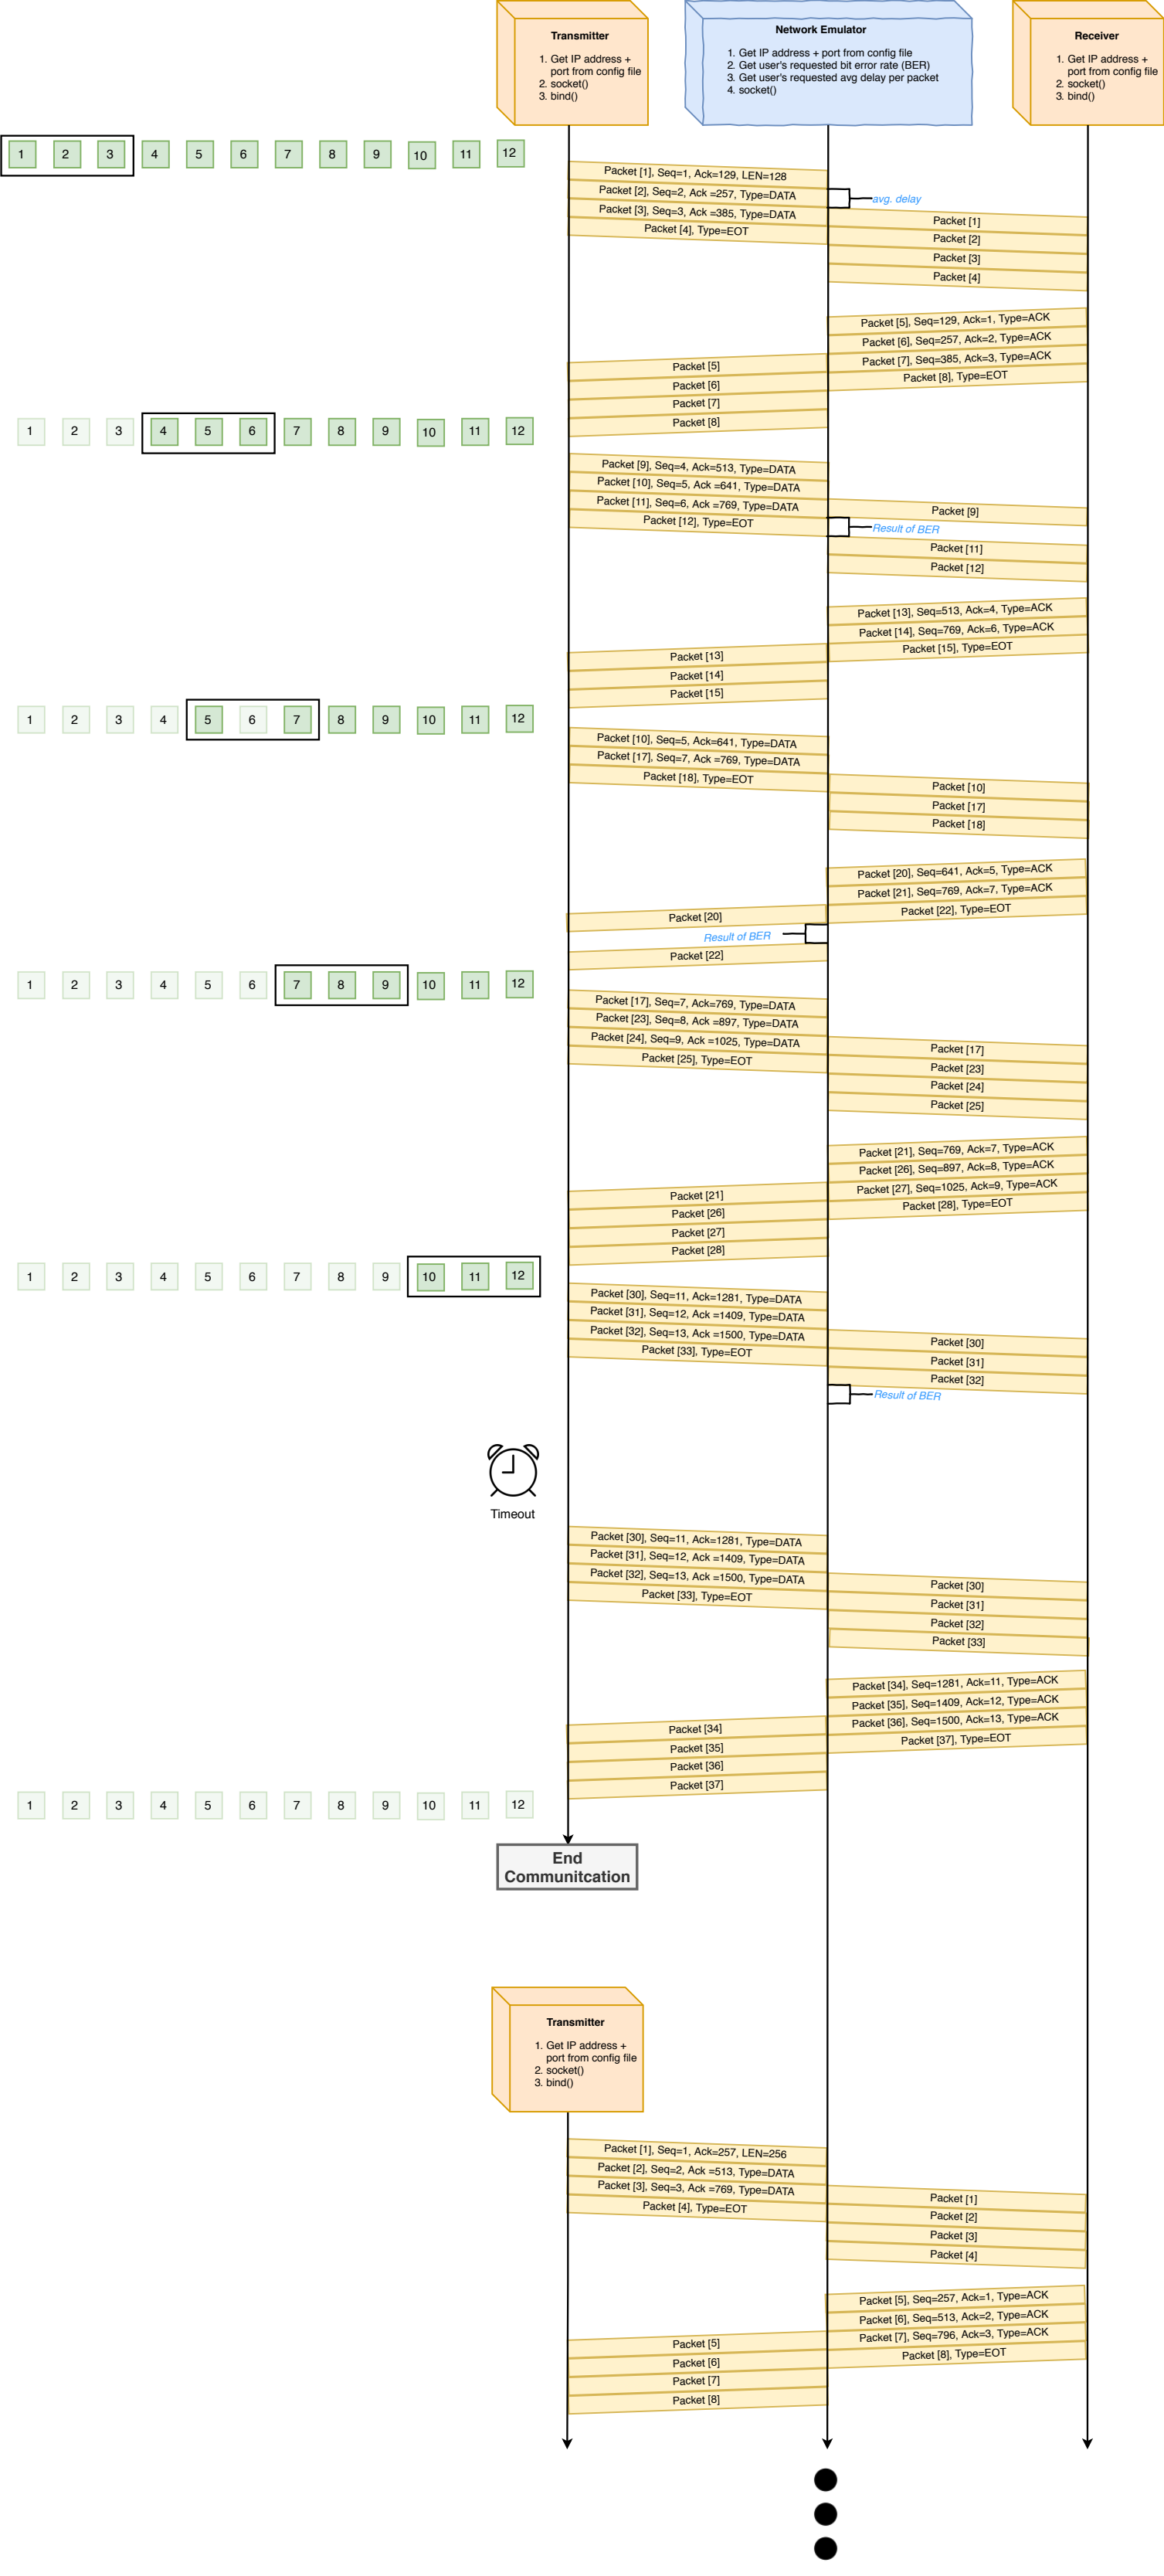 Transmitter
1. Get IP address +
port from config file
2. socket()
3. bind()
Network Emulator
1. Get IP address + port from config file
2. Get user's requested bit error rate (BER)
3. Get user's requested avg delay per packet
4. socket()
Receiver
1. Get IP address +
port from config file
2. socket()
3. bind()
1 2 3 4 5 6 7 8 9 10 11 12
Packet [1], Seq=1, Ack=129, LEN=128
Packet [2], Seq=2, Ack =257, Type=DATA
avg. delay
Packet [3], Seq=3, Ack =385, Type=DATA
Packet [4], Type=EOT
Packet [1]
Packet [2]
Packet [3]
Packet [4]
Packet [5], Seq=129, Ack=1, Type=ACK
Packet [6], Seq=257, Ack=2, Type=ACK
Packet [7], Seq=385, Ack=3, Type=ACK
Packet [8], Type=EOT
Packet [5]
Packet [6]
Packet [7]
Packet [8]
1 2 3 4 5 6 7 8 9 10 11 12
Packet [9], Seq=4, Ack=513, Type=DATA
Packet [10], Seq=5, Ack =641, Type=DATA
Packet [11], Seq=6, Ack =769, Type=DATA
Packet [12], Type=EOT
Packet [9]
Result of BER
Packet [11]
Packet [12]
Packet [13], Seq=513, Ack=4, Type=ACK
Packet [14], Seq=769, Ack=6, Type=ACK
Packet [15], Type=EOT
Packet [13]
Packet [14]
Packet [15]
1 2 3 4 5 6 7 8 9 10 11 12
Packet [10], Seq=5, Ack=641, Type=DATA
Packet [17], Seq=7, Ack =769, Type=DATA
Packet [18], Type=EOT
Packet [10]
Packet [17]
Packet [18]
Packet [20], Seq=641, Ack=5, Type=ACK
Packet [21], Seq=769, Ack=7, Type=ACK
Packet [22], Type=EOT
Packet [20]
Result of BER
Packet [22]
1 2 3 4 5 6 7 8 9 10 11 12
Packet [17], Seq=7, Ack=769, Type=DATA
Packet [23], Seq=8, Ack =897, Type=DATA
Packet [24], Seq=9, Ack =1025, Type=DATA
Packet [25], Type=EOT
Packet [17]
Packet [23]
Packet [24]
Packet [25]
Packet [21], Seq=769, Ack=7, Type=ACK
Packet [26], Seq=897, Ack=8, Type=ACK
Packet [27], Seq=1025, Ack=9, Type=ACK
Packet [28], Type=EOT
Packet [21]
Packet [26]
Packet [27]
Packet [28]
1 2 3 4 5 6 7 8 9 10 11 12
Packet [30], Seq=11, Ack=1281, Type=DATA
Packet [31], Seq=12, Ack =1409, Type=DATA
Packet [32], Seq=13, Ack =1500, Type=DATA
Packet [33], Type=EOT
Packet [30]
Packet [31]
Packet [32]
Result of BER
Timeout
Packet [30], Seq=11, Ack=1281, Type=DATA
Packet [31], Seq=12, Ack =1409, Type=DATA
Packet [32], Seq=13, Ack =1500, Type=DATA
Packet [33], Type=EOT
Packet [30]
Packet [31]
Packet [32]
Packet [33]
Packet [34], Seq=1281, Ack=11, Type=ACK
Packet [35], Seq=1409, Ack=12, Type=ACK
Packet [36], Seq=1500, Ack=13, Type=ACK
Packet [37], Type=EOT
Packet [34]
Packet [35]
Packet [36]
Packet [37]
1 2 3 4 5 6 7 8 9 10 11 12
End
Communitcation
Transmitter
1. Get IP address +
port from config file
2. socket()
3. bind()
Packet [1], Seq=1, Ack=257, LEN=256
Packet [2], Seq=2, Ack =513, Type=DATA
Packet [3], Seq=3, Ack =769, Type=DATA
Packet [4], Type=EOT
Packet [1]
Packet [2]
Packet [3]
Packet [4]
Packet [5], Seq=257, Ack=1, Type=ACK
Packet [6], Seq=513, Ack=2, Type=ACK
Packet [7], Seq=796, Ack=3, Type=ACK
Packet [8], Type=EOT
Packet [5]
Packet [6]
Packet [7]
Packet [8]